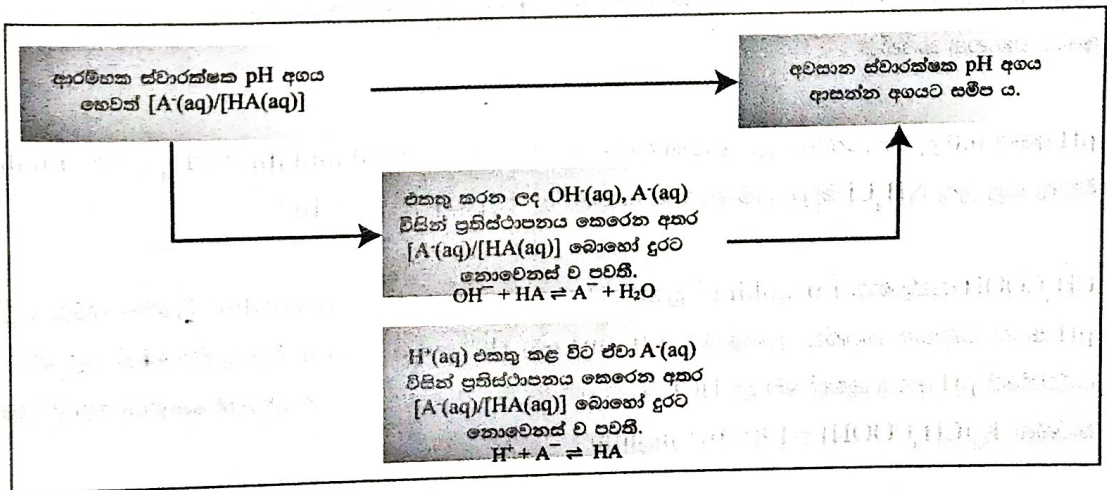 ආරම්භක ස්වාරක්ෂක pH අගය
හෙවත් [A⁻(aq)/[HA(aq)]
අවසාන ස්වාරක්ෂක pH අගය
ආසන්න අගයට සමීප ය.
එකතු කරන ලද OH⁻(aq), A⁻(aq)
විසින් ප්‍රතිස්ථාපනය කෙරෙන අතර
[A⁻(aq)/[HA(aq)] බොහෝ දුරට
නොවෙනස් ව පවතී.
OH⁻ + HA ⇌ A⁻ + H₂O
H⁺(aq) එකතු කළ විට ඒවා A⁻(aq)
විසින් ප්‍රතිස්ථාපනය කෙරෙන අතර
[A⁻(aq)/[HA(aq)] බොහෝ දුරට
නොවෙනස් ව පවතී.
H⁺ + A⁻ ⇌ HA